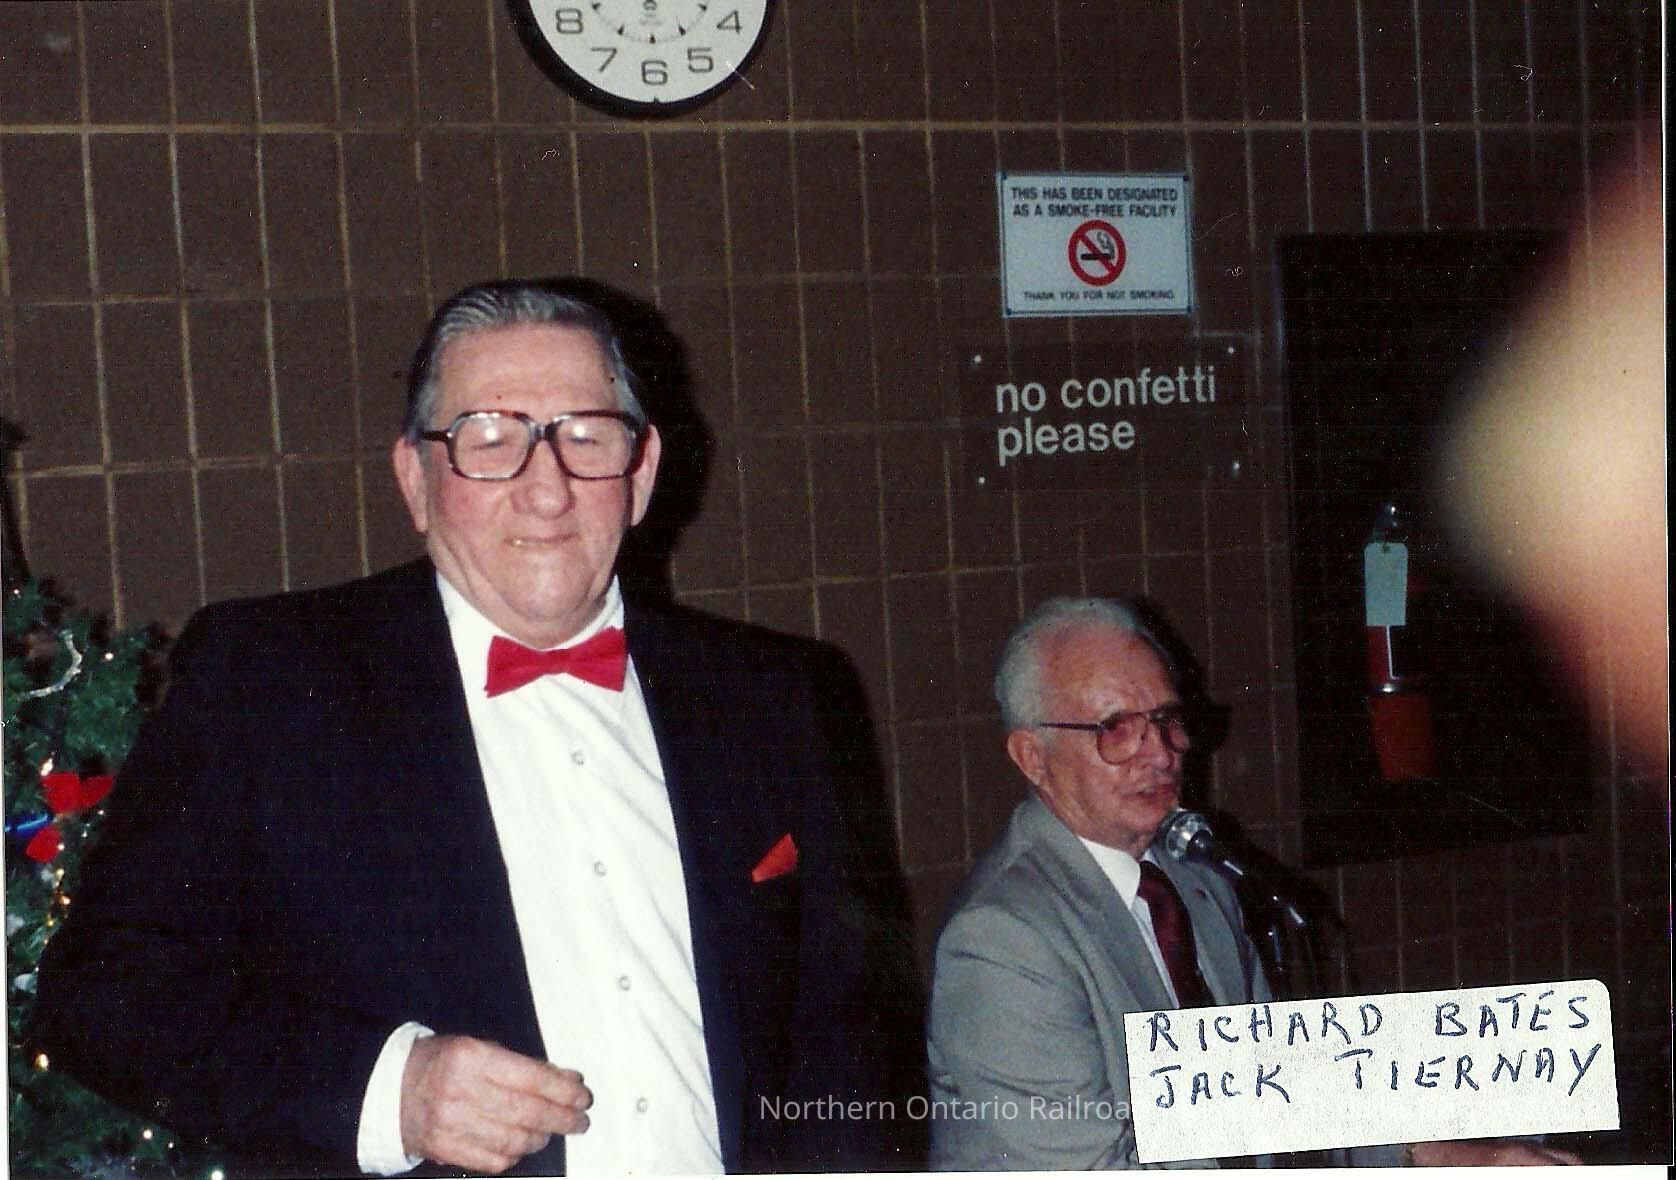 8 4
7 6 5
THIS HAS BEEN DESIGNATED
AS A SMOKE-FREE FACILITY
THANK YOU FOR NOT SMOKING
no confetti
please
RICHARD BATES
JACK TIERNAY
Northern Ontario Railroa